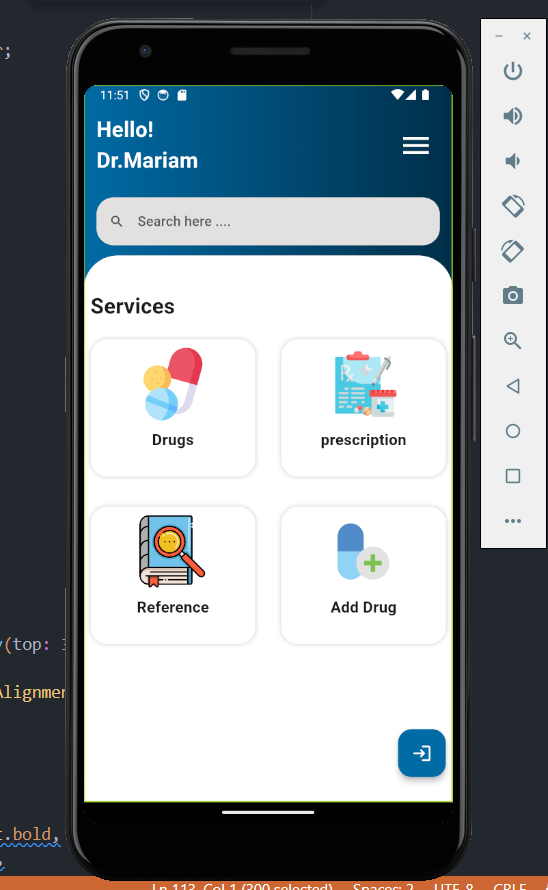 r;
11:51
Hello!
Dr.Mariam
Search here ....
Services
Drugs
prescription
Reference
Add Drug
(top: 3
Alignmen
t.bold,
Ln 113, Col 1 (300 selected) Spaces: 2 UTF-8 CRLF